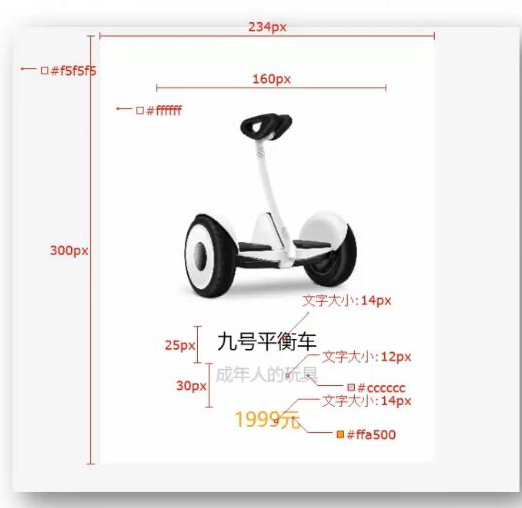 234px
#f5f5f5
160px
#ffffff
300px
文字大小:14px
九号平衡车
25px
文字大小:12px
成年人的玩具
30px
#cccccc
文字大小:14px
1999元
#ffa500